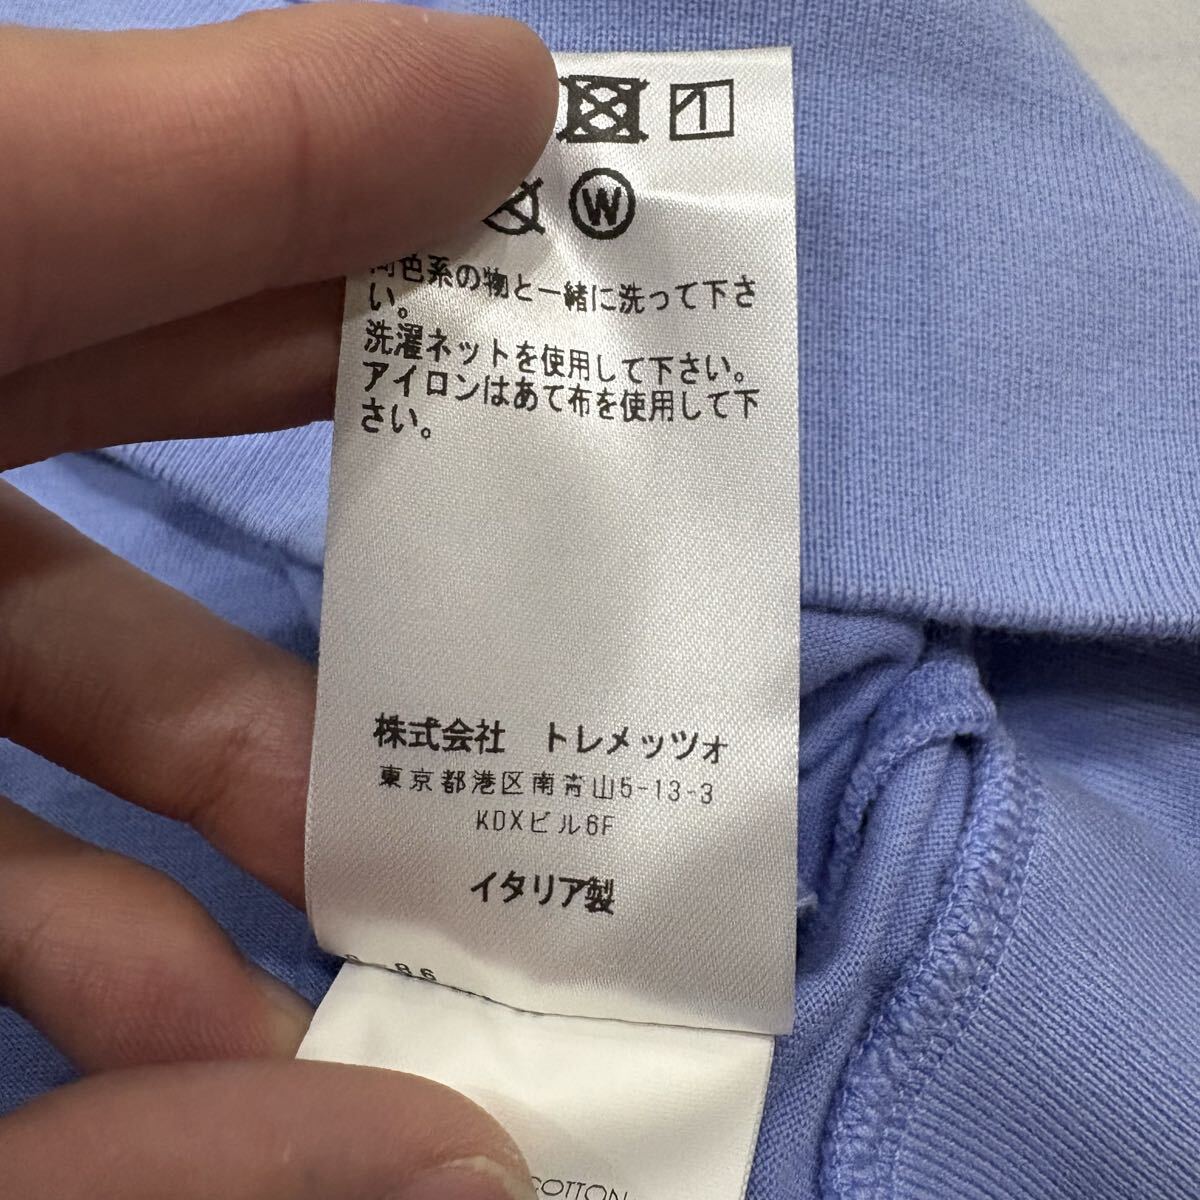 W
同色系の物と一緒に洗って下さ
い。
洗濯ネットを使用して下さい。
アイロンはあて布を使用して下
さい。
株式会社 トレメッツォ
東京都港区南青山5-13-3
KDXビル6F
イタリア製
86
COTTON